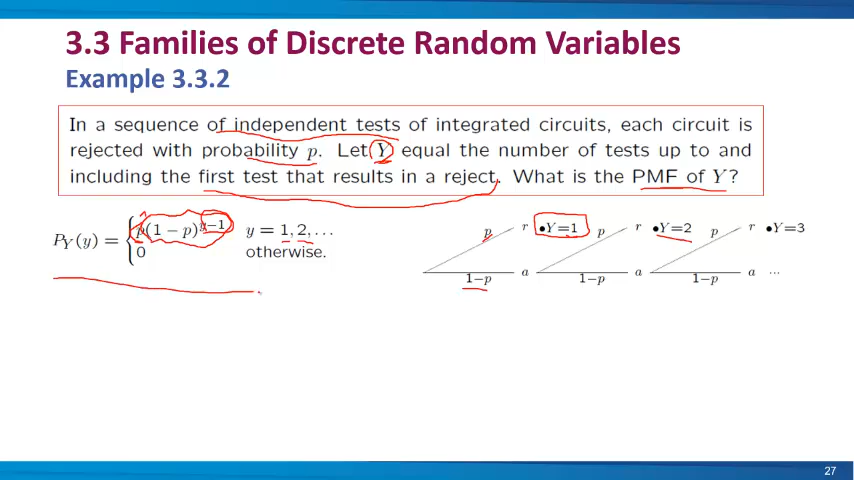 3.3 Families of Discrete Random Variables
Example 3.3.2
In a sequence of independent tests of integrated circuits, each circuit is
rejected with probability p. Let Y equal the number of tests up to and
including the first test that results in a reject. What is the PMF of Y?
P_Y(y) = { p(1 − p)^{y−1} y = 1, 2, . . .
0 otherwise.
p r •Y=1 p r •Y=2 p r •Y=3
1−p a 1−p a 1−p a ...
27